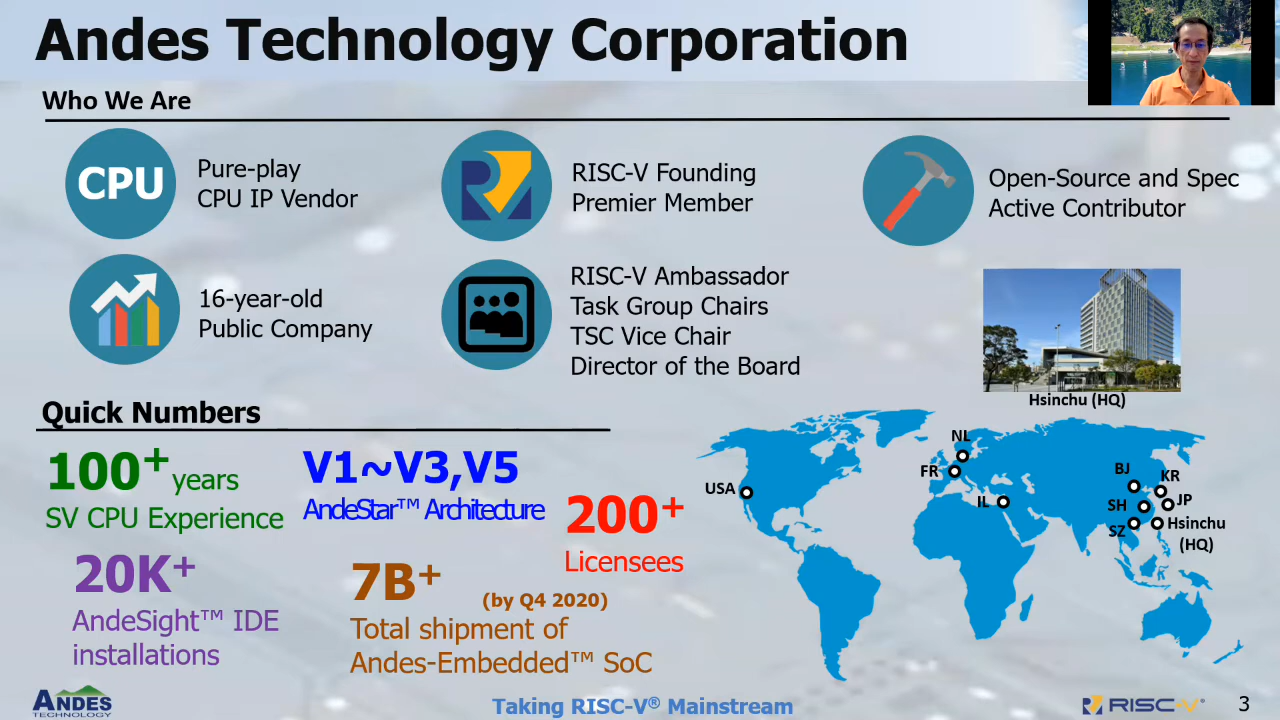 Andes Technology Corporation
Who We Are
CPU
Pure-play
CPU IP Vendor
RISC-V Founding
Premier Member
Open-Source and Spec
Active Contributor
16-year-old
Public Company
RISC-V Ambassador
Task Group Chairs
TSC Vice Chair
Director of the Board
Hsinchu (HQ)
Quick Numbers
100+ years
SV CPU Experience
V1~V3,V5
AndeStar™ Architecture
200+
Licensees
20K+
AndeSight™ IDE
installations
7B+ (by Q4 2020)
Total shipment of
Andes-Embedded™ SoC
USA
NL
FR
IL
BJ
KR
SH
JP
SZ
Hsinchu
(HQ)
ANDES
TECHNOLOGY
Taking RISC-V® Mainstream
RISC-V®
3